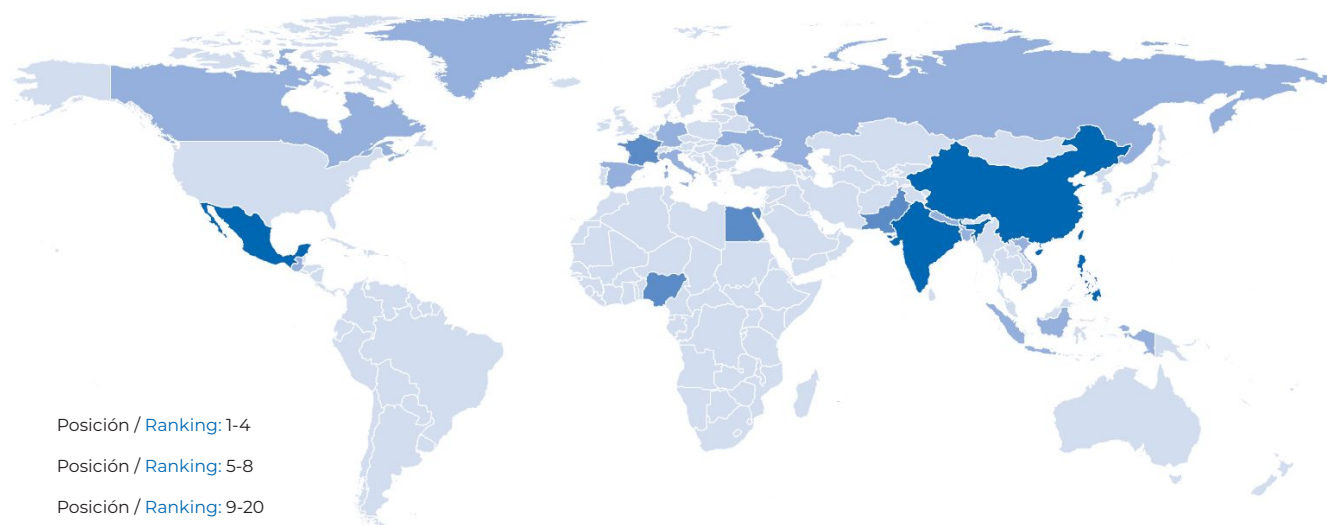 Posición / Ranking: 1-4
Posición / Ranking: 5-8
Posición / Ranking: 9-20